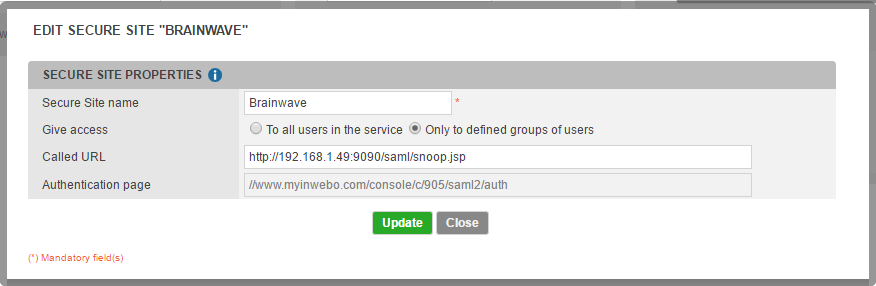 EDIT SECURE SITE "BRAINWAVE"
SECURE SITE PROPERTIES i
Secure Site name Brainwave *
Give access To all users in the service Only to defined groups of users
Called URL http://192.168.1.49:9090/saml/snoop.jsp
Authentication page //www.myinwebo.com/console/c/905/saml2/auth
Update Close
(*) Mandatory field(s)